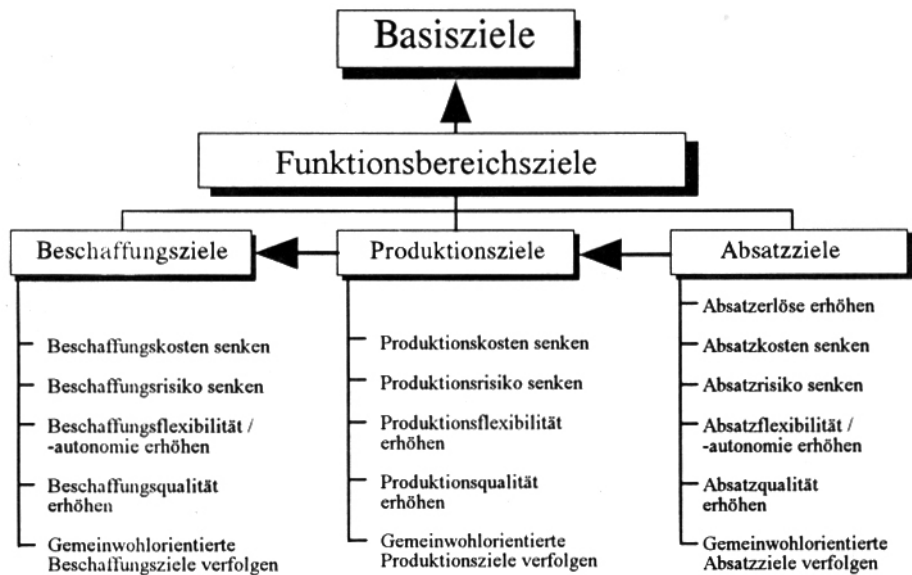 Basisziele
Funktionsbereichsziele
Beschaffungsziele
Produktionsziele
Absatzziele
Beschaffungskosten senken
Beschaffungsrisiko senken
Beschaffungsflexibilität /
-autonomie erhöhen
Beschaffungsqualität
erhöhen
Gemeinwohlorientierte
Beschaffungsziele verfolgen
Produktionskosten senken
Produktionsrisiko senken
Produktionsflexibilität
erhöhen
Produktionsqualität
erhöhen
Gemeinwohlorientierte
Produktionsziele verfolgen
Absatzerlöse erhöhen
Absatzkosten senken
Absatzrisiko senken
Absatzflexibilität /
-autonomie erhöhen
Absatzqualität
erhöhen
Gemeinwohlorientierte
Absatzziele verfolgen